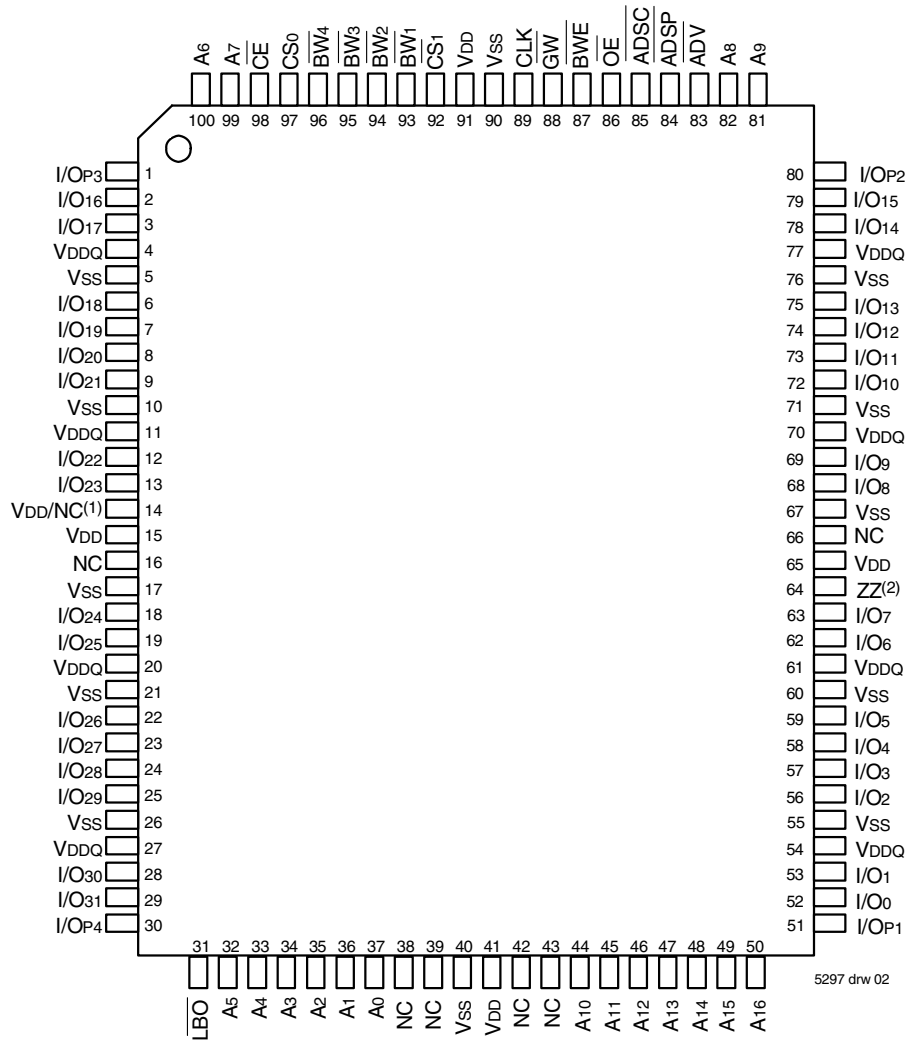 A6 A7 CE CS0 BW4 BW3 BW2 BW1 CS1 VDD VSS CLK GW BWE OE ADSC ADSP ADV A8 A9
100 99 98 97 96 95 94 93 92 91 90 89 88 87 86 85 84 83 82 81
I/OP3 1 80 I/OP2
I/O16 2 79 I/O15
I/O17 3 78 I/O14
VDDQ 4 77 VDDQ
VSS 5 76 VSS
I/O18 6 75 I/O13
I/O19 7 74 I/O12
I/O20 8 73 I/O11
I/O21 9 72 I/O10
VSS 10 71 VSS
VDDQ 11 70 VDDQ
I/O22 12 69 I/O9
I/O23 13 68 I/O8
VDD/NC(1) 14 67 VSS
VDD 15 66 NC
NC 16 65 VDD
VSS 17 64 ZZ(2)
I/O24 18 63 I/O7
I/O25 19 62 I/O6
VDDQ 20 61 VDDQ
VSS 21 60 VSS
I/O26 22 59 I/O5
I/O27 23 58 I/O4
I/O28 24 57 I/O3
I/O29 25 56 I/O2
VSS 26 55 VSS
VDDQ 27 54 VDDQ
I/O30 28 53 I/O1
I/O31 29 52 I/O0
I/OP4 30 51 I/OP1
31 32 33 34 35 36 37 38 39 40 41 42 43 44 45 46 47 48 49 50
LBO A5 A4 A3 A2 A1 A0 NC NC VSS VDD NC NC A10 A11 A12 A13 A14 A15 A16
5297 drw 02